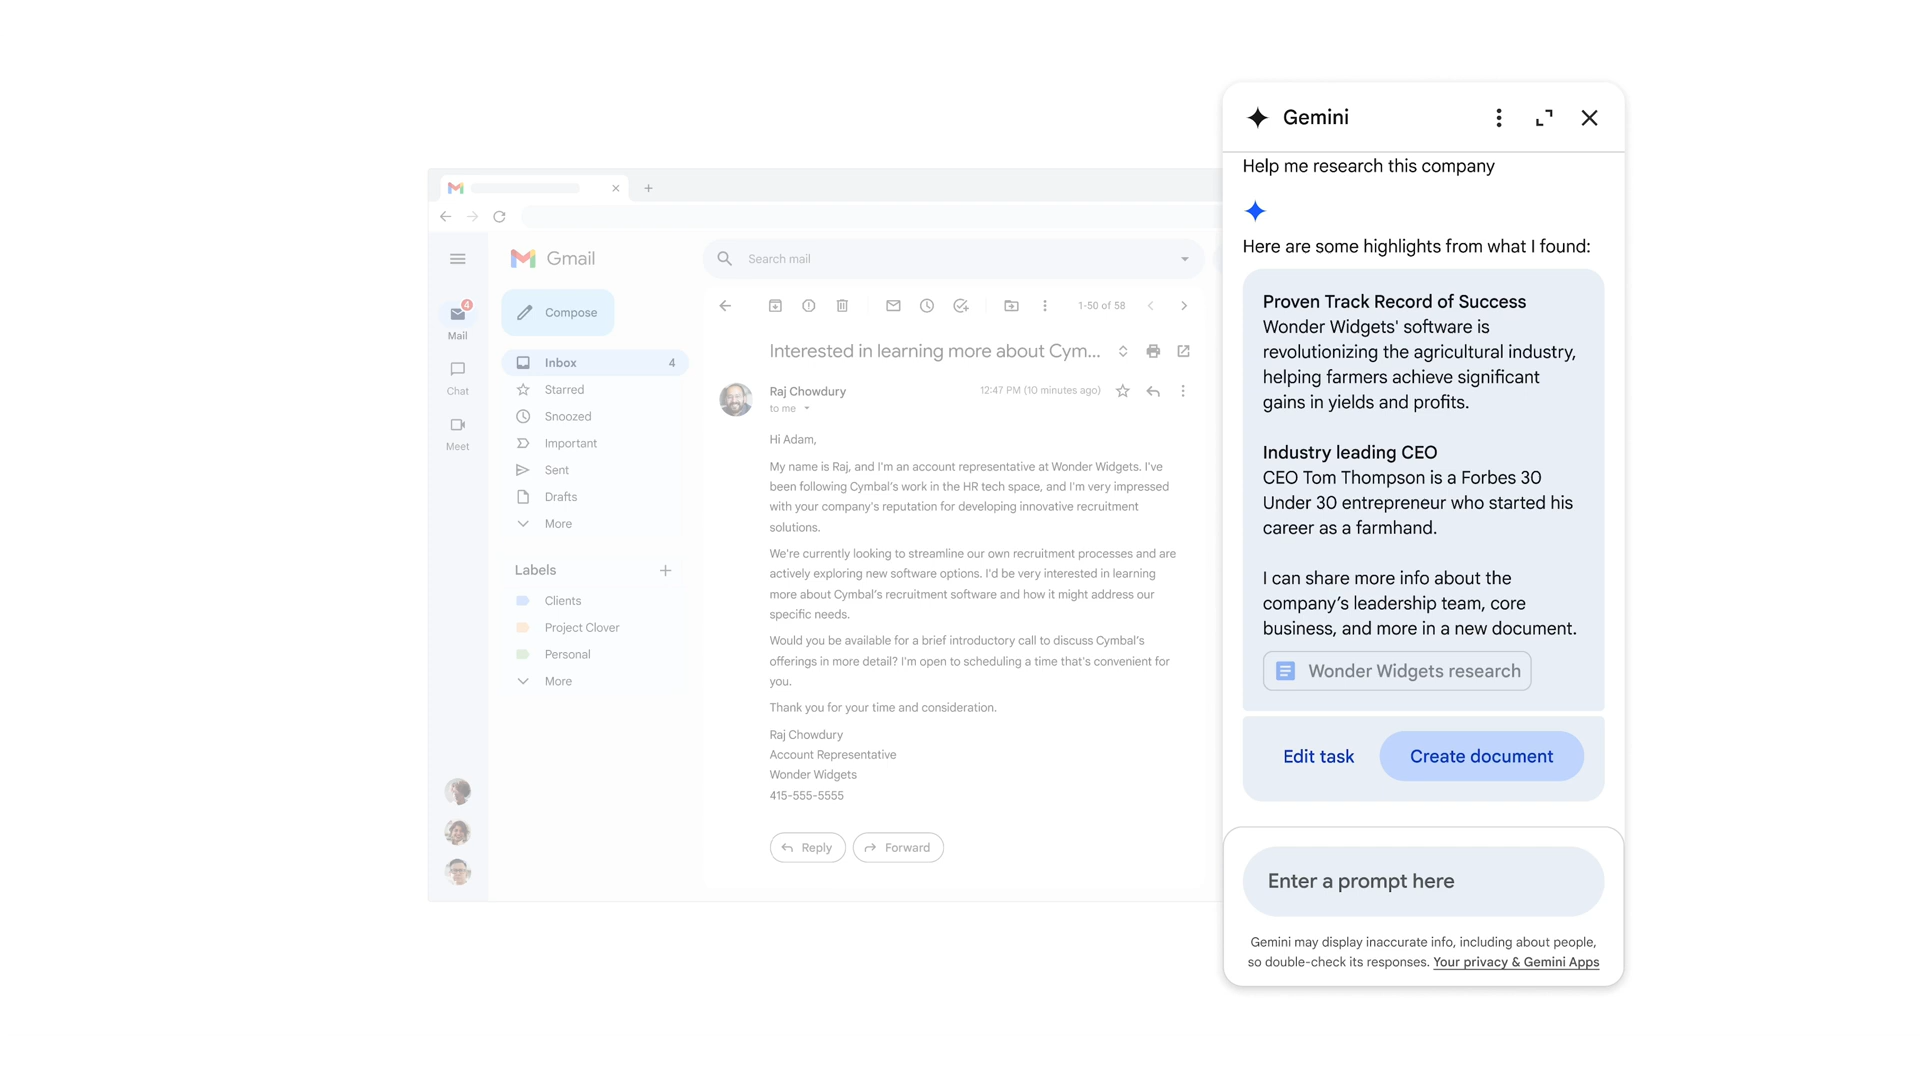 Gmail
Search mail
4
Mail
Chat
Meet
Compose
Inbox 4
Starred
Snoozed
Important
Sent
Drafts
More
Labels
Clients
Project Clover
Personal
More
1-50 of 58
Interested in learning more about Cym...
Raj Chowdury
12:47 PM (10 minutes ago)
to me
Hi Adam,
My name is Raj, and I'm an account representative at Wonder Widgets. I've
been following Cymbal's work in the HR tech space, and I'm very impressed
with your company's reputation for developing innovative recruitment
solutions.
We're currently looking to streamline our own recruitment processes and are
actively exploring new software options. I'd be very interested in learning
more about Cymbal's recruitment software and how it might address our
specific needs.
Would you be available for a brief introductory call to discuss Cymbal's
offerings in more detail? I'm open to scheduling a time that's convenient for
you.
Thank you for your time and consideration.
Raj Chowdury
Account Representative
Wonder Widgets
415-555-5555
Reply
Forward
Gemini
Help me research this company
Here are some highlights from what I found:
Proven Track Record of Success
Wonder Widgets' software is
revolutionizing the agricultural industry,
helping farmers achieve significant
gains in yields and profits.
Industry leading CEO
CEO Tom Thompson is a Forbes 30
Under 30 entrepreneur who started his
career as a farmhand.
I can share more info about the
company’s leadership team, core
business, and more in a new document.
Wonder Widgets research
Edit task
Create document
Enter a prompt here
Gemini may display inaccurate info, including about people,
so double-check its responses. Your privacy & Gemini Apps